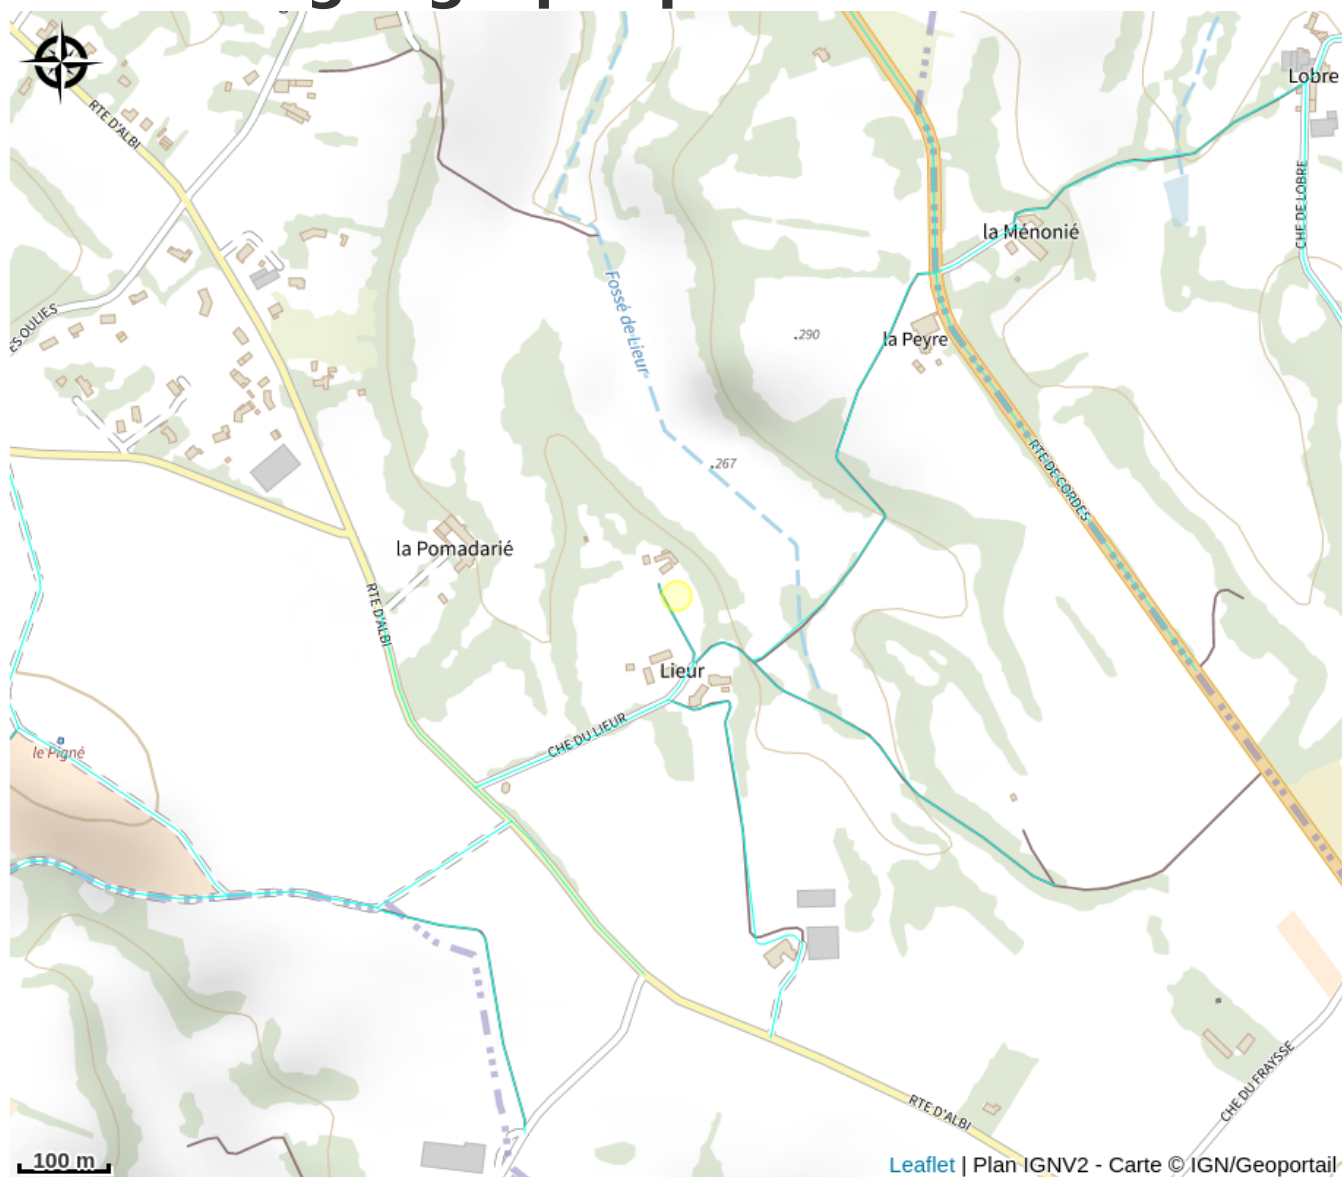 Lobre
RTE D'ALBI
CHE DE LOBRE
la Ménonié
Fossé de Lieur
ES OULIES
.290
la Peyre
.267
RTE DE CORDES
la Pomadarié
RTE D'ALBI
Lieur
CHE DU LIEUR
le Pigné
CHE DU FRAYSSE
RTE D'ALBI
100 m
Leaflet | Plan IGNV2 - Carte © IGN/Geoportail